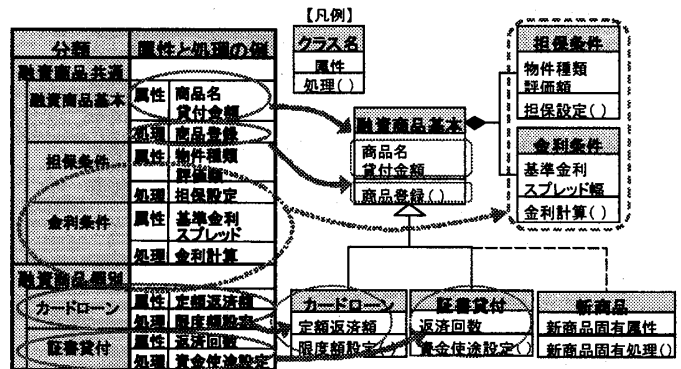 【凡例】
クラス名
属性
処理()
分類 属性と処理の例
融資商品共通
融資商品基本 属性 商品名
貸付金額
処理 商品登録
担保条件 属性 物件種類
評価額
処理 担保設定
金利条件 属性 基準金利
スプレッド
処理 金利計算
融資商品個別
カードローン 属性 定額返済額
処理 限度額設定
証書貸付 属性 返済回数
処理 資金使途設定
融資商品基本
商品名
貸付金額
商品登録()
担保条件
物件種類
評価額
担保設定()
金利条件
基準金利
スプレッド幅
金利計算()
カードローン
定額返済額
限度額設定()
証書貸付
返済回数
資金使途設定()
新商品
新商品固有属性
新商品固有処理()